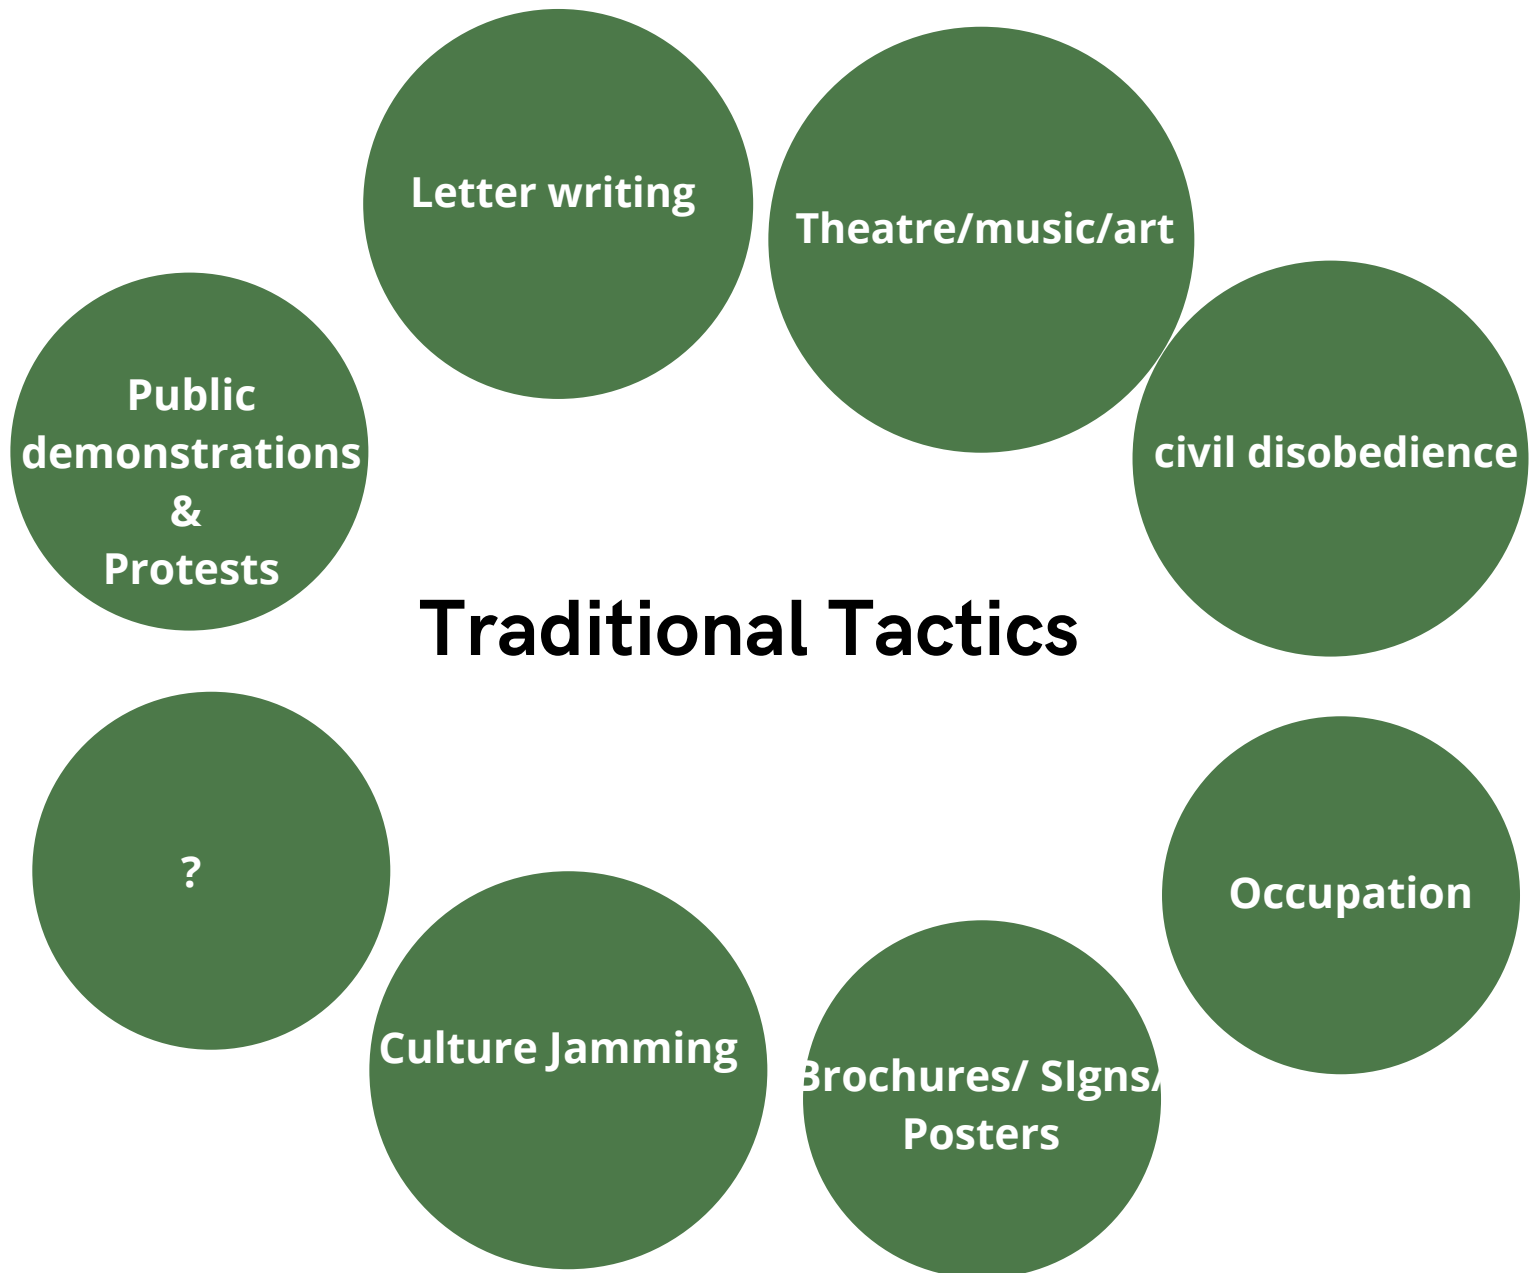 Letter writing
Theatre/music/art
Public
demonstrations
&
Protests
civil disobedience
Traditional Tactics
?
Occupation
Culture Jamming
Brochures/ SIgns/
Posters